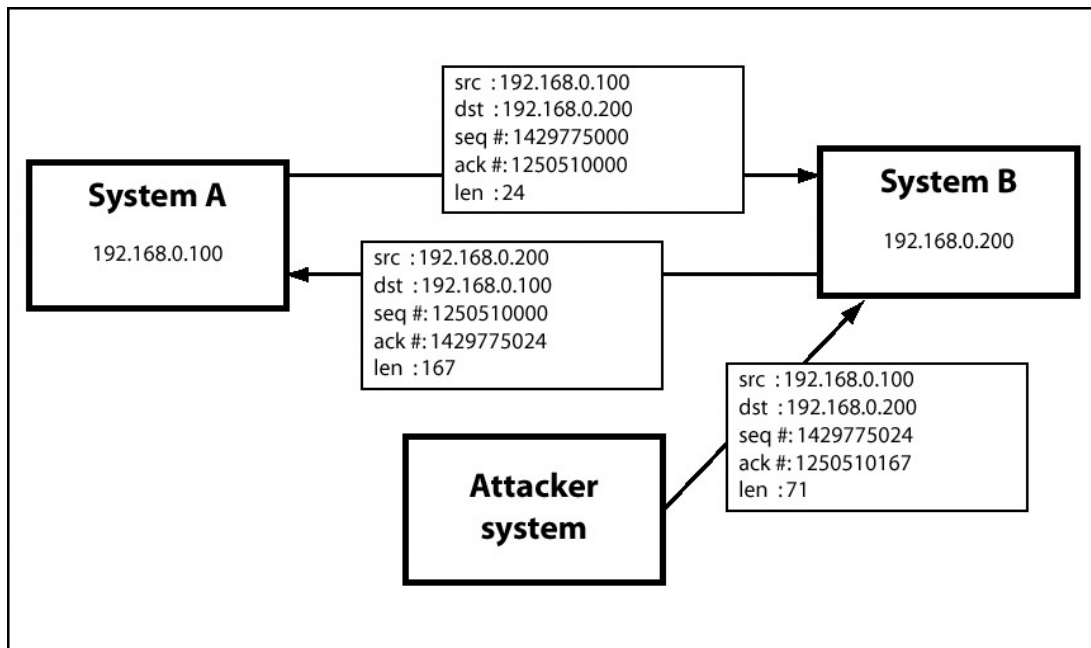 src : 192.168.0.100
dst : 192.168.0.200
seq #: 1429775000
ack #: 1250510000
len : 24
System A
192.168.0.100
System B
192.168.0.200
src : 192.168.0.200
dst : 192.168.0.100
seq #: 1250510000
ack #: 1429775024
len : 167
src : 192.168.0.100
dst : 192.168.0.200
seq #: 1429775024
ack #: 1250510167
len : 71
Attacker
system